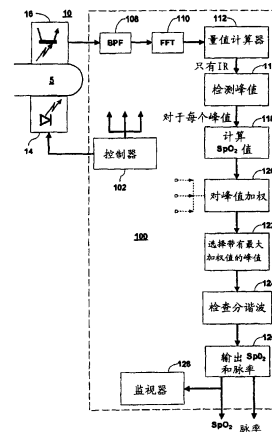 16
10
108
110
112
BPF
FFT
量值计算器
只有IR
5
检测峰值
对于每个峰值
14
118
控制器
102
计算
SpO₂
值
对峰值加权
100
选择带有最大
加权值的峰值
检查分谐波
输出 SpO₂
和脉率
126
监视器
SpO₂
脉率